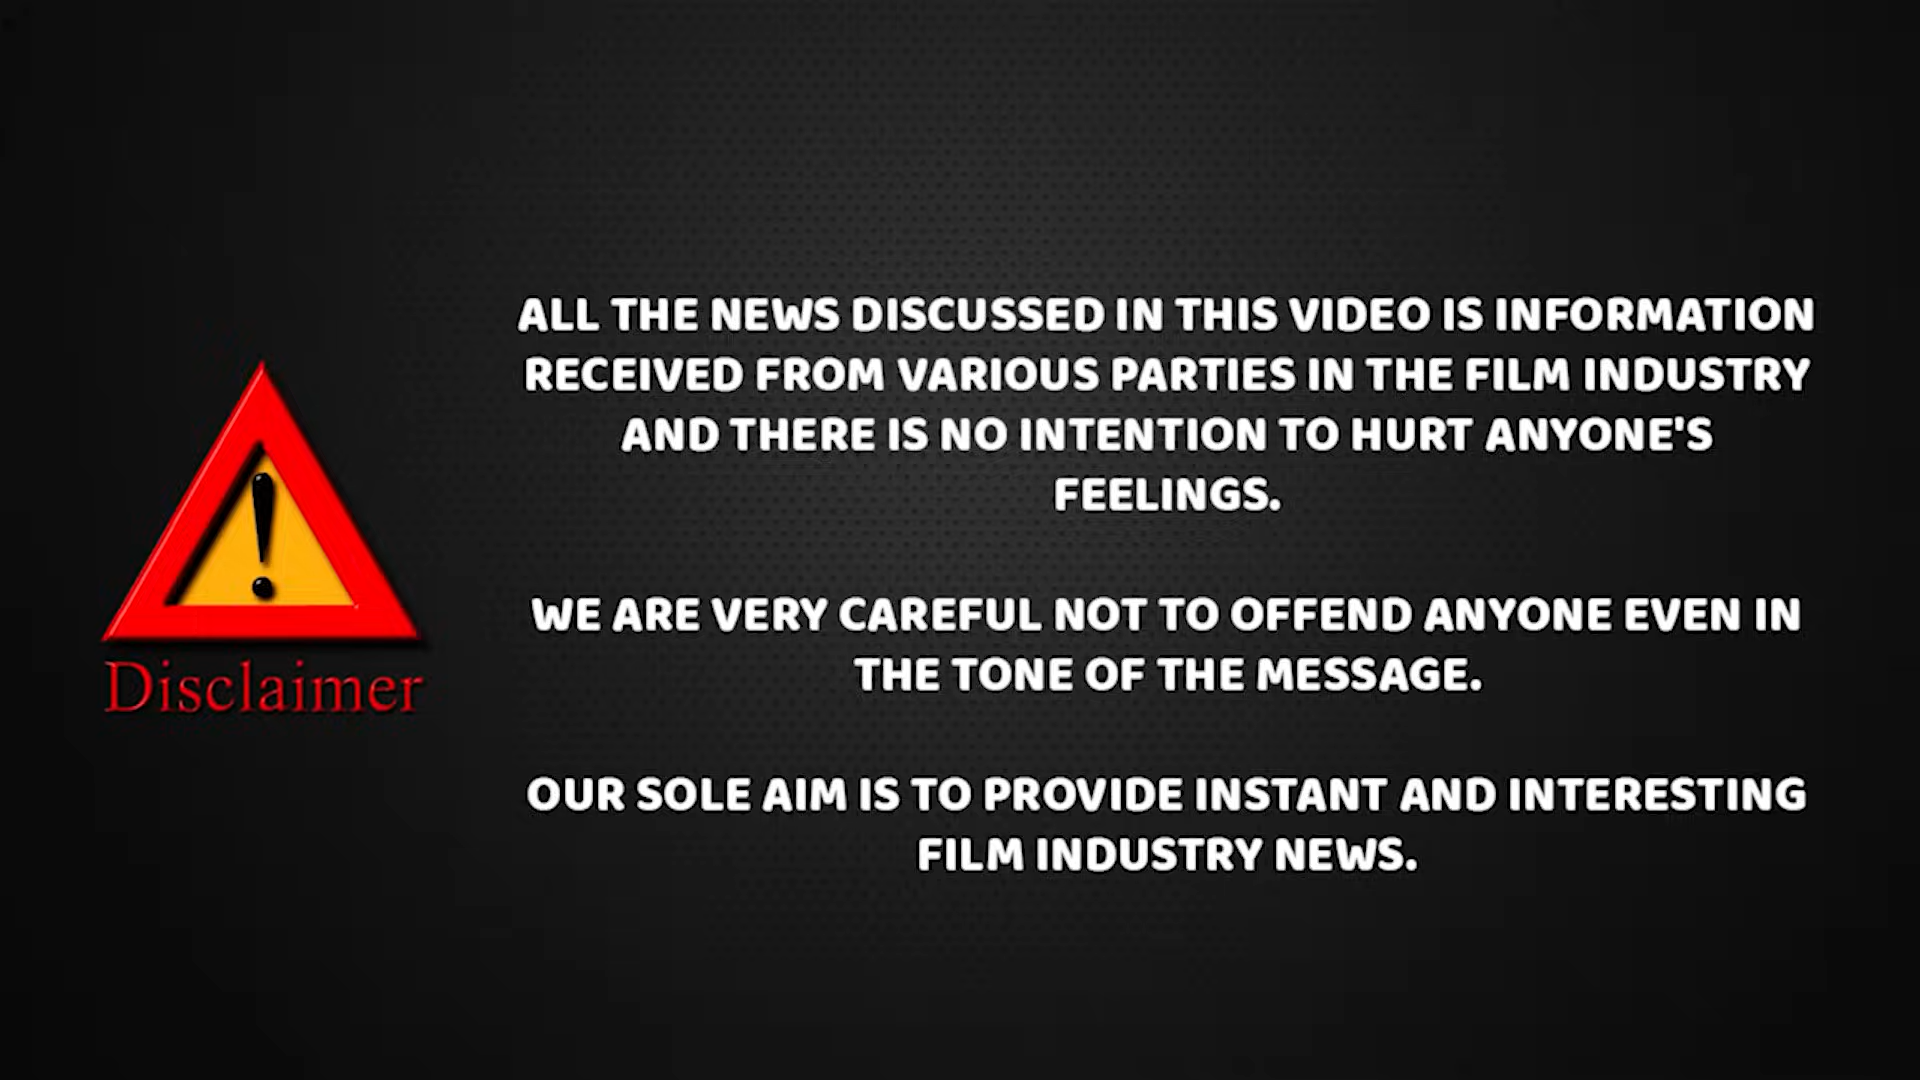 ALL THE NEWS DISCUSSED IN THIS VIDEO IS INFORMATION
RECEIVED FROM VARIOUS PARTIES IN THE FILM INDUSTRY
AND THERE IS NO INTENTION TO HURT ANYONE'S
FEELINGS.
WE ARE VERY CAREFUL NOT TO OFFEND ANYONE EVEN IN
THE TONE OF THE MESSAGE.
OUR SOLE AIM IS TO PROVIDE INSTANT AND INTERESTING
FILM INDUSTRY NEWS.
!
Disclaimer